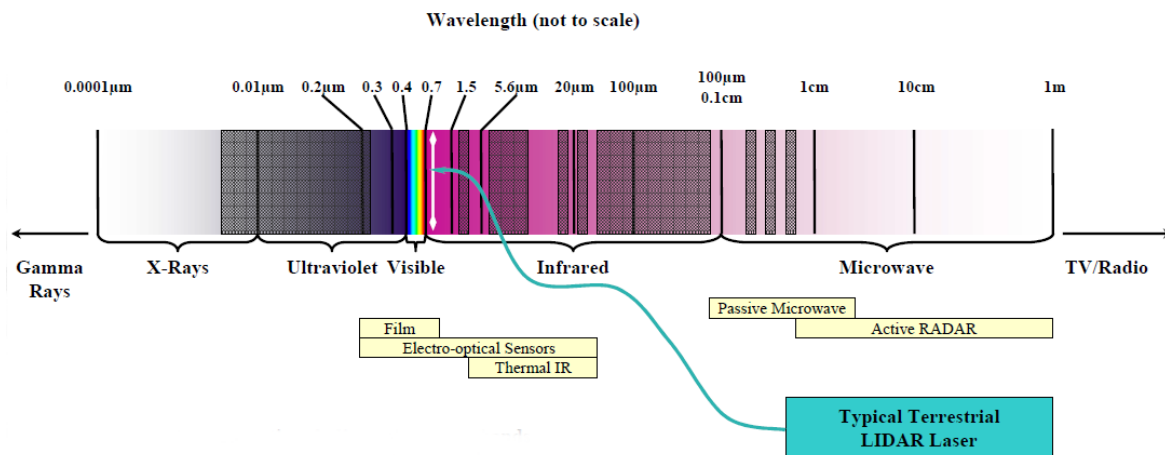 Wavelength (not to scale)
0.0001µm 0.01µm 0.2µm 0.3 0.4 0.7 1.5 5.6µm 20µm 100µm 100µm 1cm 10cm 1m
0.1cm
Gamma X-Rays Ultraviolet Visible Infrared Microwave TV/Radio
Rays
Passive Microwave
Film Active RADAR
Electro-optical Sensors
Thermal IR
Typical Terrestrial
LIDAR Laser